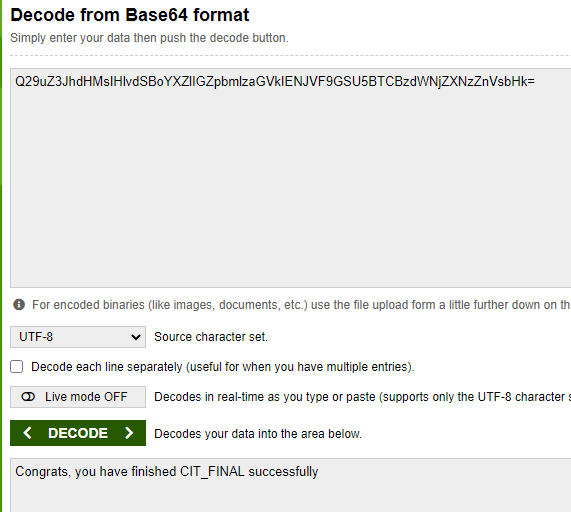 Decode from Base64 format
Simply enter your data then push the decode button.
Q29uZ3JhdHMsIHlvdSBoYXZlIGZpbmlzaGVkIENJVF9GSU5BTCBzdWNjZXNzZnVsbHk=
For encoded binaries (like images, documents, etc.) use the file upload form a little further down on th
UTF-8 Source character set.
Decode each line separately (useful for when you have multiple entries).
Live mode OFF Decodes in real-time as you type or paste (supports only the UTF-8 character s
< DECODE > Decodes your data into the area below.
Congrats, you have finished CIT_FINAL successfully